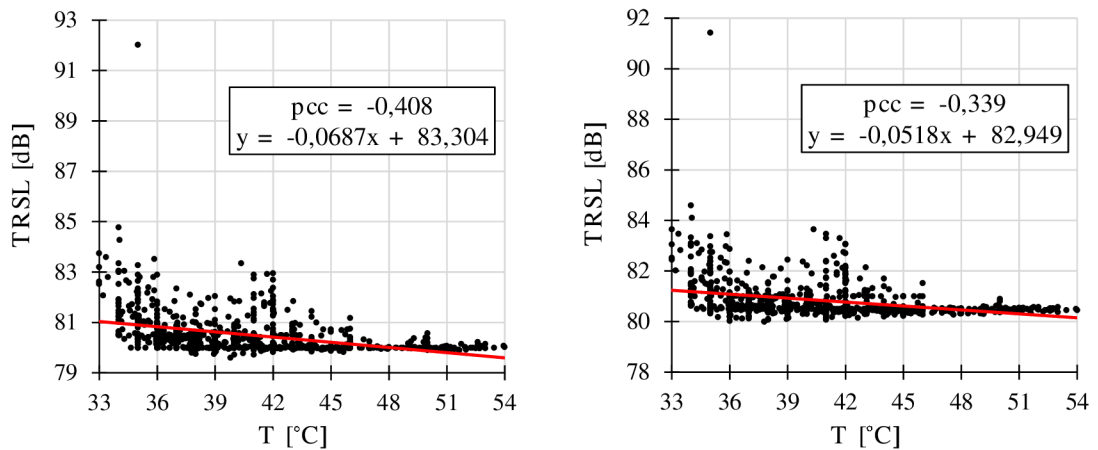 93
91
89
87
85
83
81
79
TRSL [dB]
pcc = -0,408
y = -0,0687x + 83,304
33 36 39 42 45 48 51 54
T [°C]
92
90
88
86
84
82
80
78
TRSL [dB]
pcc = -0,339
y = -0,0518x + 82,949
33 36 39 42 45 48 51 54
T [°C]